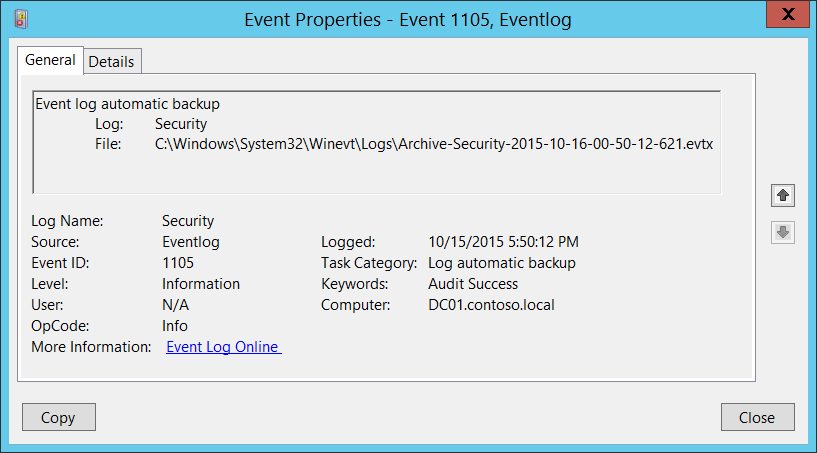 Event Properties - Event 1105, Eventlog
X
General Details
Event log automatic backup
Log: Security
File: C:\Windows\System32\Winevt\Logs\Archive-Security-2015-10-16-00-50-12-621.evtx
Log Name: Security
Source: Eventlog Logged: 10/15/2015 5:50:12 PM
Event ID: 1105 Task Category: Log automatic backup
Level: Information Keywords: Audit Success
User: N/A Computer: DC01.contoso.local
OpCode: Info
More Information: Event Log Online
Copy Close